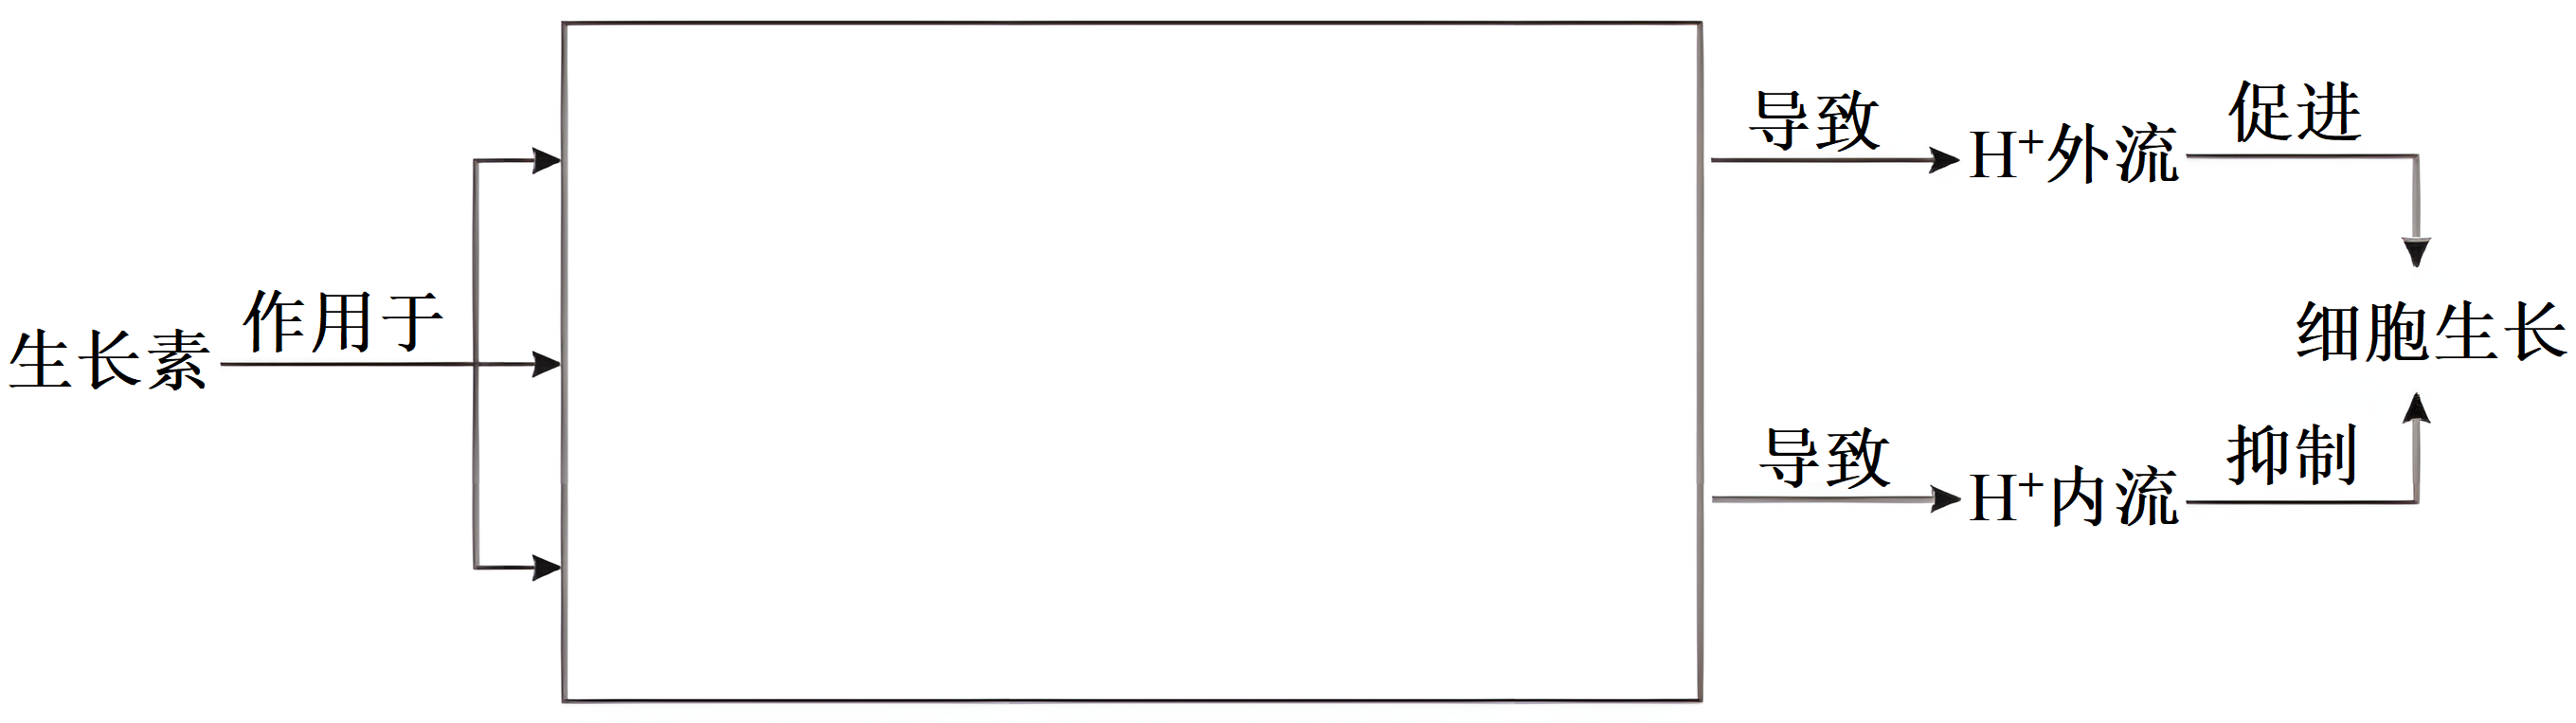 生长素
作用于
导致
H⁺外流
促进
细胞生长
导致
H⁺内流
抑制